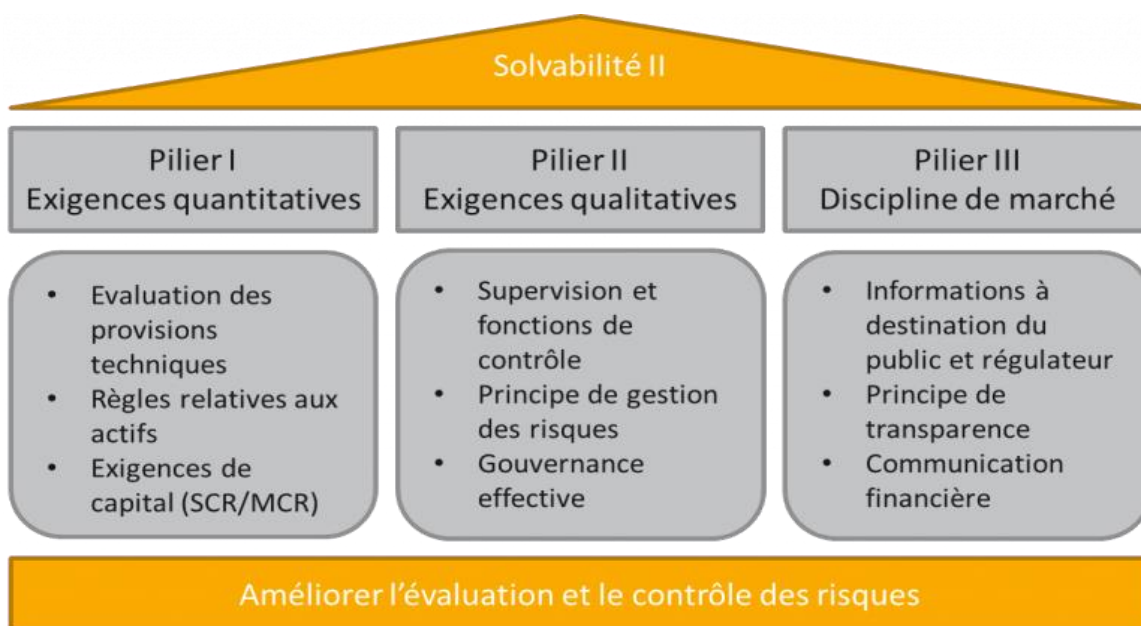 Solvabilité II
Pilier I
Exigences quantitatives
Pilier II
Exigences qualitatives
Pilier III
Discipline de marché
• Evaluation des
provisions
techniques
• Règles relatives aux
actifs
• Exigences de
capital (SCR/MCR)
• Supervision et
fonctions de
contrôle
• Principe de gestion
des risques
• Gouvernance
effective
• Informations à
destination du
public et régulateur
• Principe de
transparence
• Communication
financière
Améliorer l’évaluation et le contrôle des risques